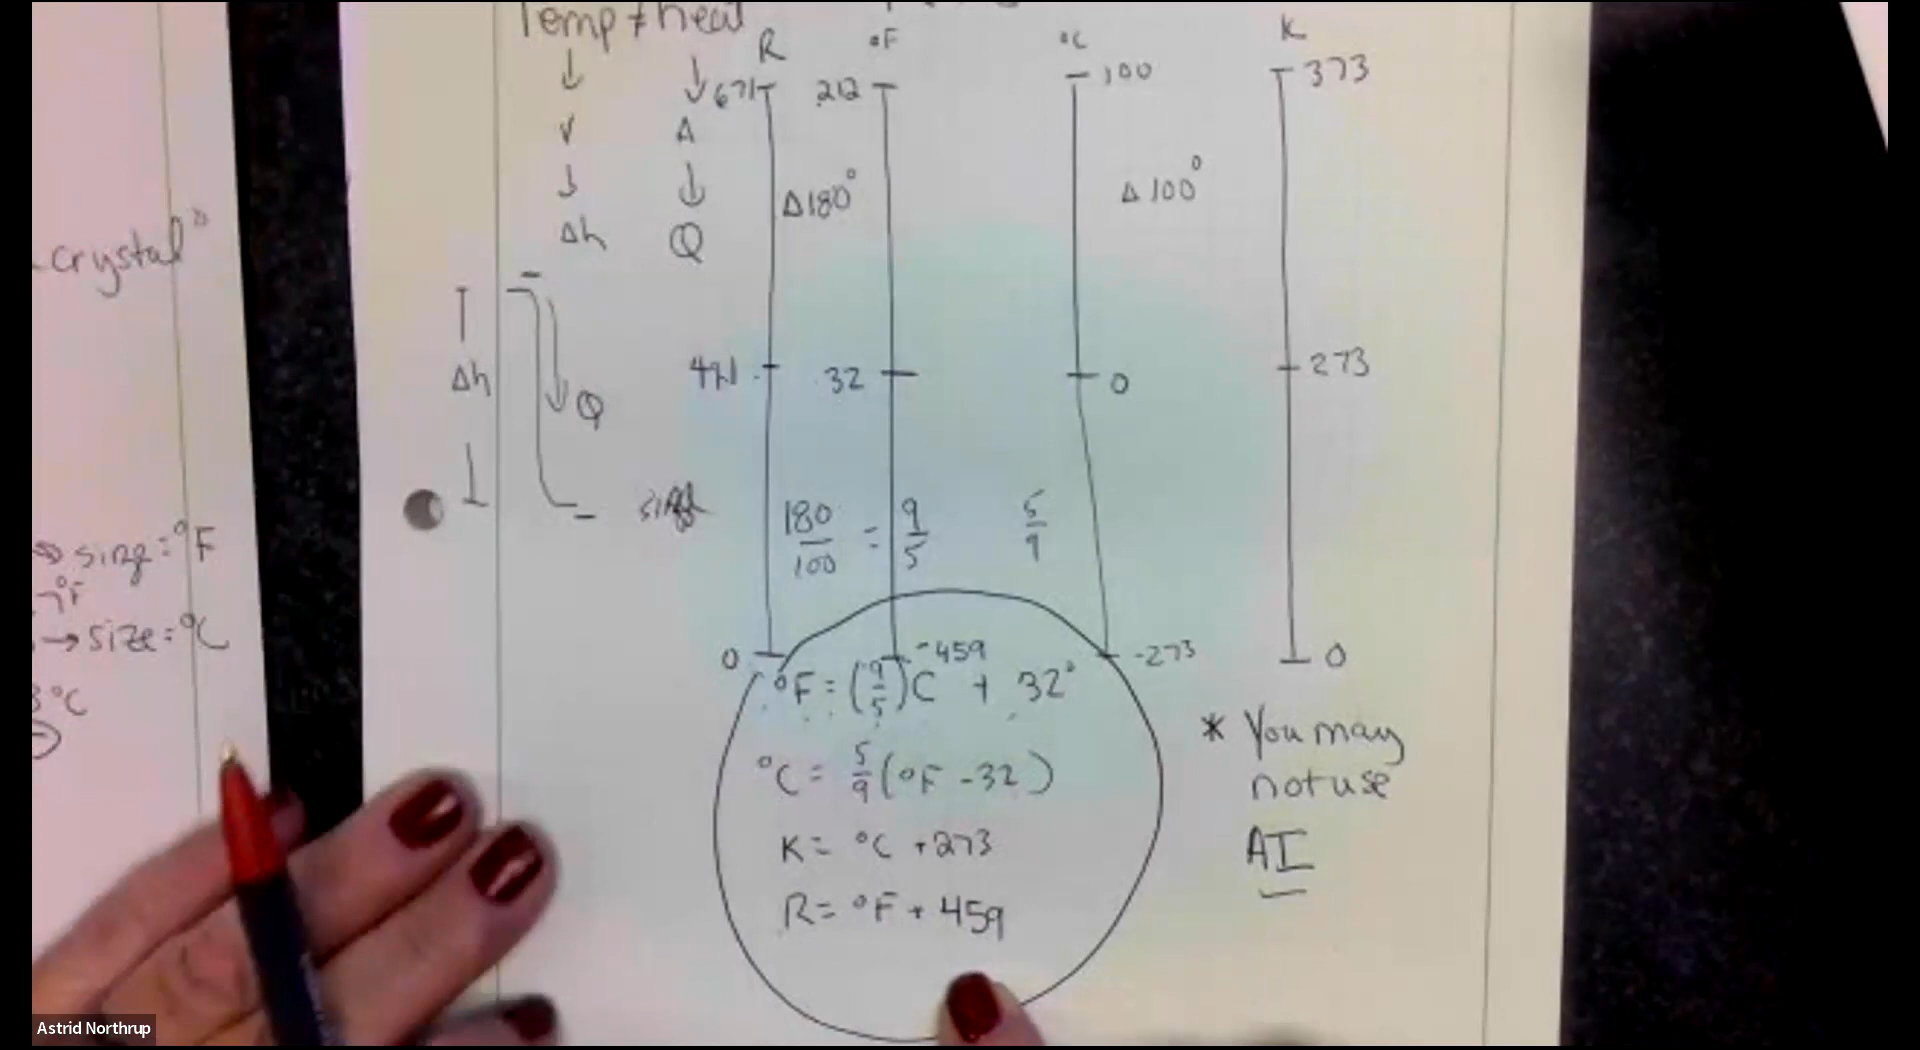 Temp ≠ heat
R °F °C K
↓ ↓ 671 212 100 373
V A
↓ ↓ Δ180° Δ100°
Δh Q
crystal"
32 0 273
Δh
Q
180/100 = 9/5 5/9
sing = °F
°F
→ size = °C
°C
0 -459 -273 0
°F = (9/5)C + 32°
°C = 5/9(°F - 32)
K = °C + 273
R = °F + 459
* You may
not use
AI
Astrid Northrup